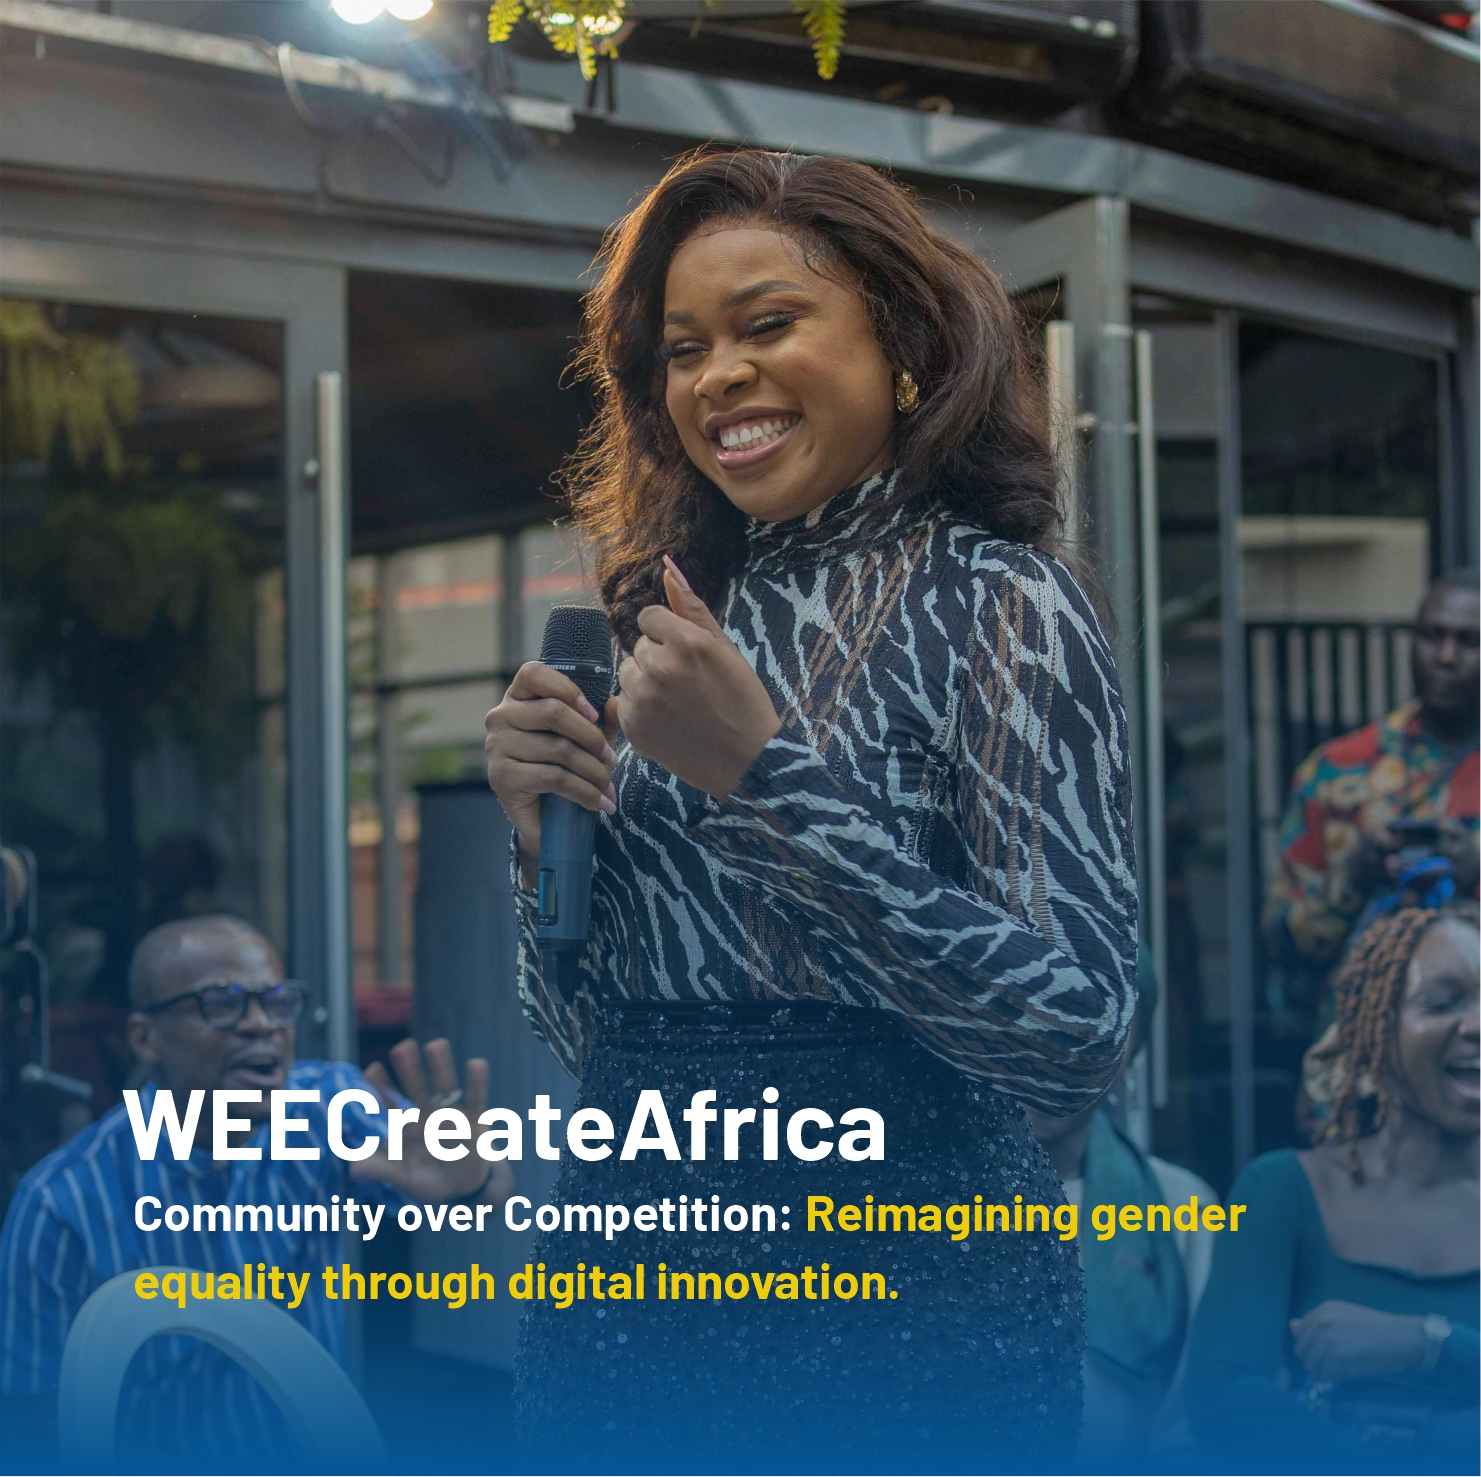 WEECreateAfrica
Community over Competition: Reimagining gender
equality through digital innovation.